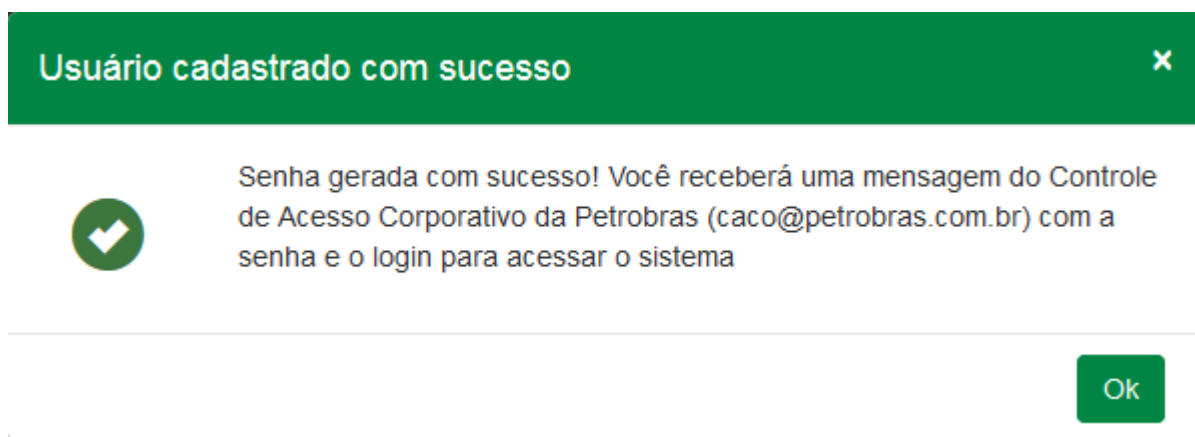 Usuário cadastrado com sucesso
×
Senha gerada com sucesso! Você receberá uma mensagem do Controle
de Acesso Corporativo da Petrobras (caco@petrobras.com.br) com a
senha e o login para acessar o sistema
Ok